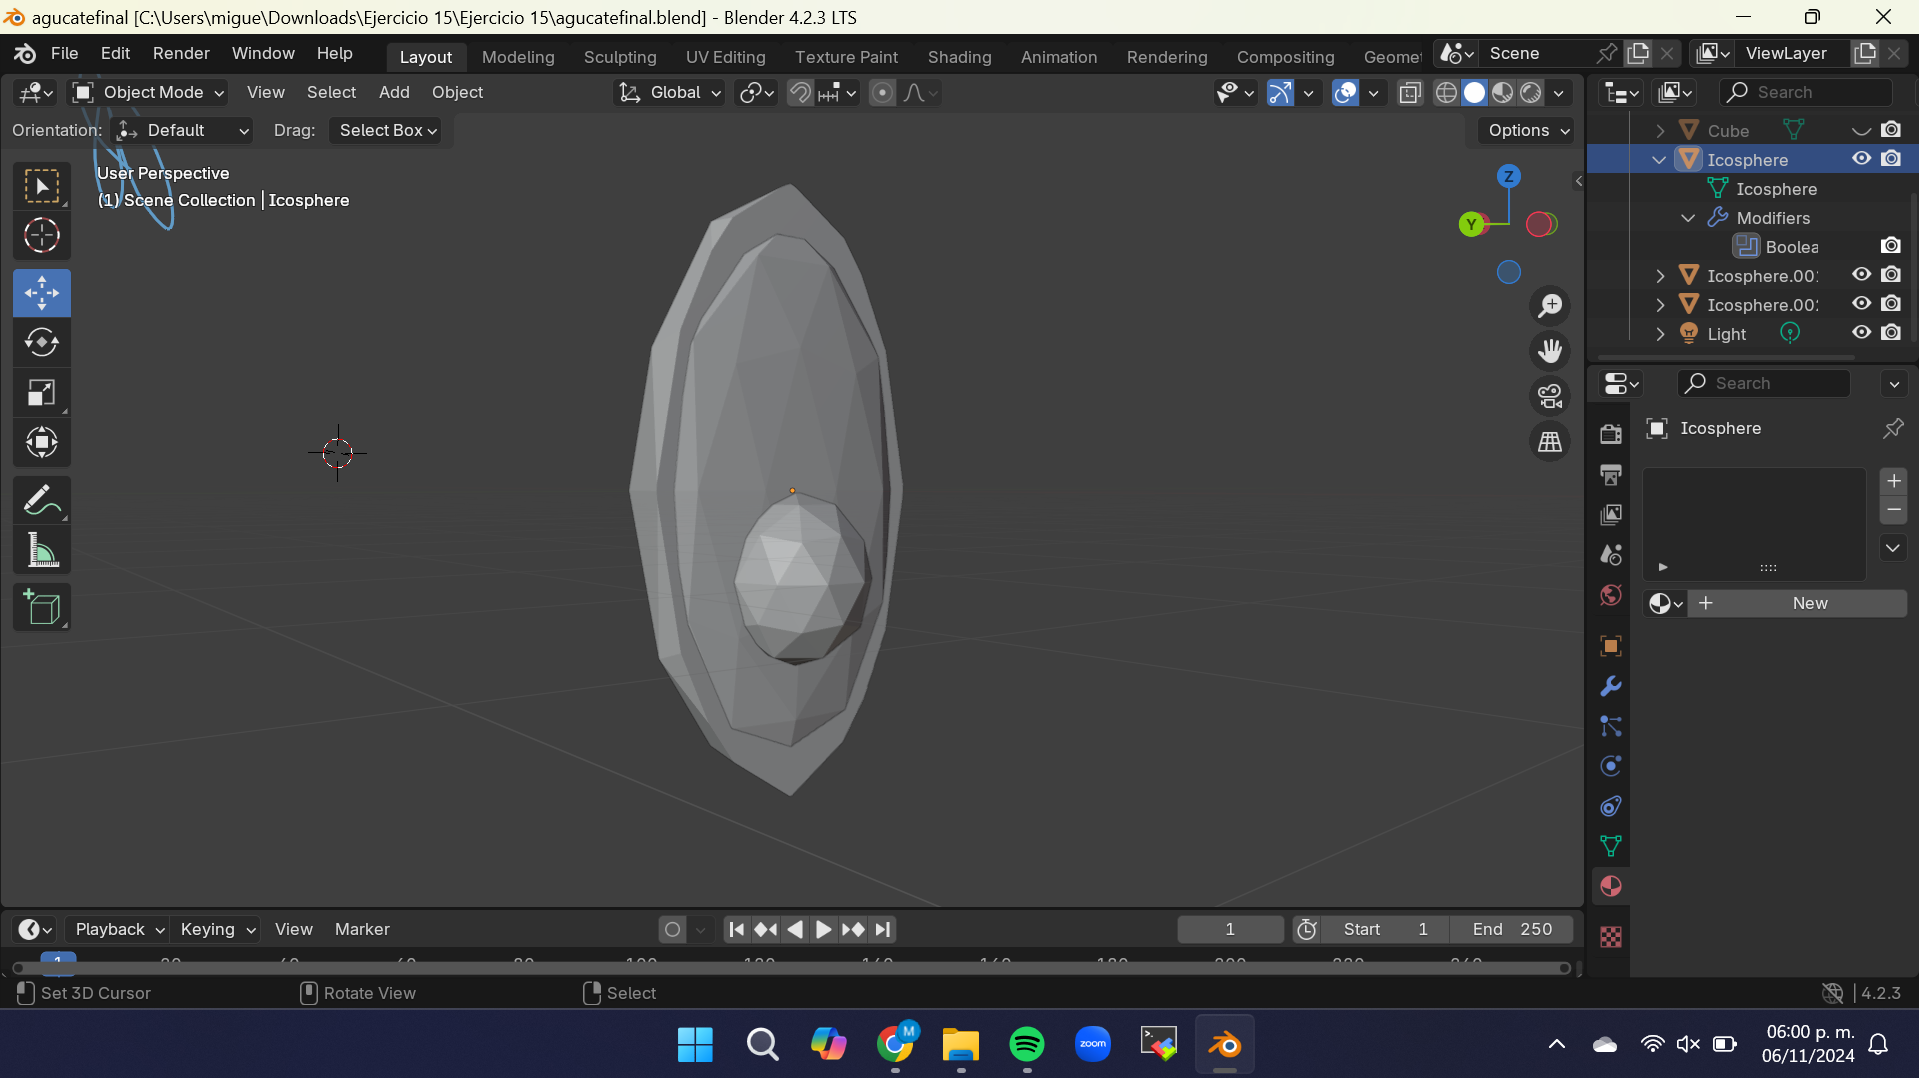 agucatefinal [C:\Users\migue\Downloads\Ejercicio 15\Ejercicio 15\agucatefinal.blend] - Blender 4.2.3 LTS
File Edit Render Window Help Layout Modeling Sculpting UV Editing Texture Paint Shading Animation Rendering Compositing Geomet Scene ViewLayer
Object Mode View Select Add Object Global Search
Orientation: Default Drag: Select Box Options
User Perspective
(1) Scene Collection | Icosphere
Z
Y
Cube
Icosphere
Icosphere
Modifiers
Boolea
Icosphere.00
Icosphere.00
Light
Search
Icosphere
New
Playback Keying View Marker 1 Start 1 End 250
1
Set 3D Cursor Rotate View Select 4.2.3
M
zoom
06:00 p. m.
06/11/2024